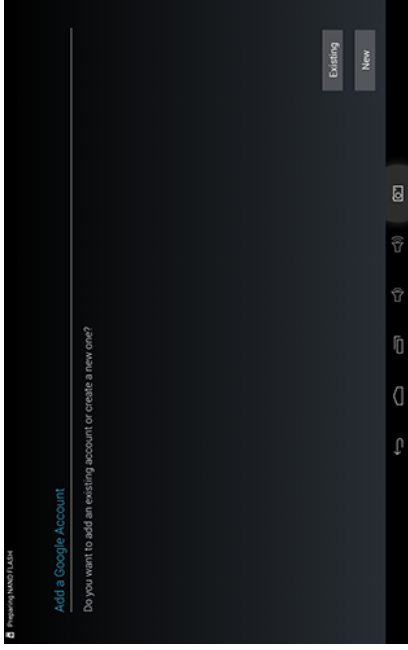 Preparing NAND FLASH
Add a Google Account
Do you want to add an existing account or create a new one?
Existing
New